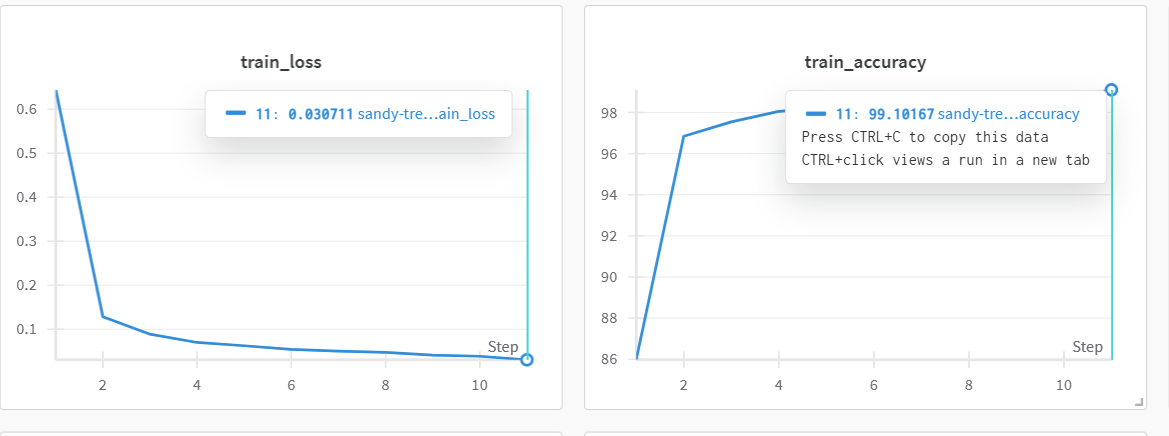 train_loss
11: 0.030711 sandy-tre...ain_loss
0.6
0.5
0.4
0.3
0.2
0.1
Step
2 4 6 8 10
train_accuracy
11: 99.10167 sandy-tre...accuracy
Press CTRL+C to copy this data
CTRL+click views a run in a new tab
98
96
94
92
90
88
86
Step
2 4 6 8 10